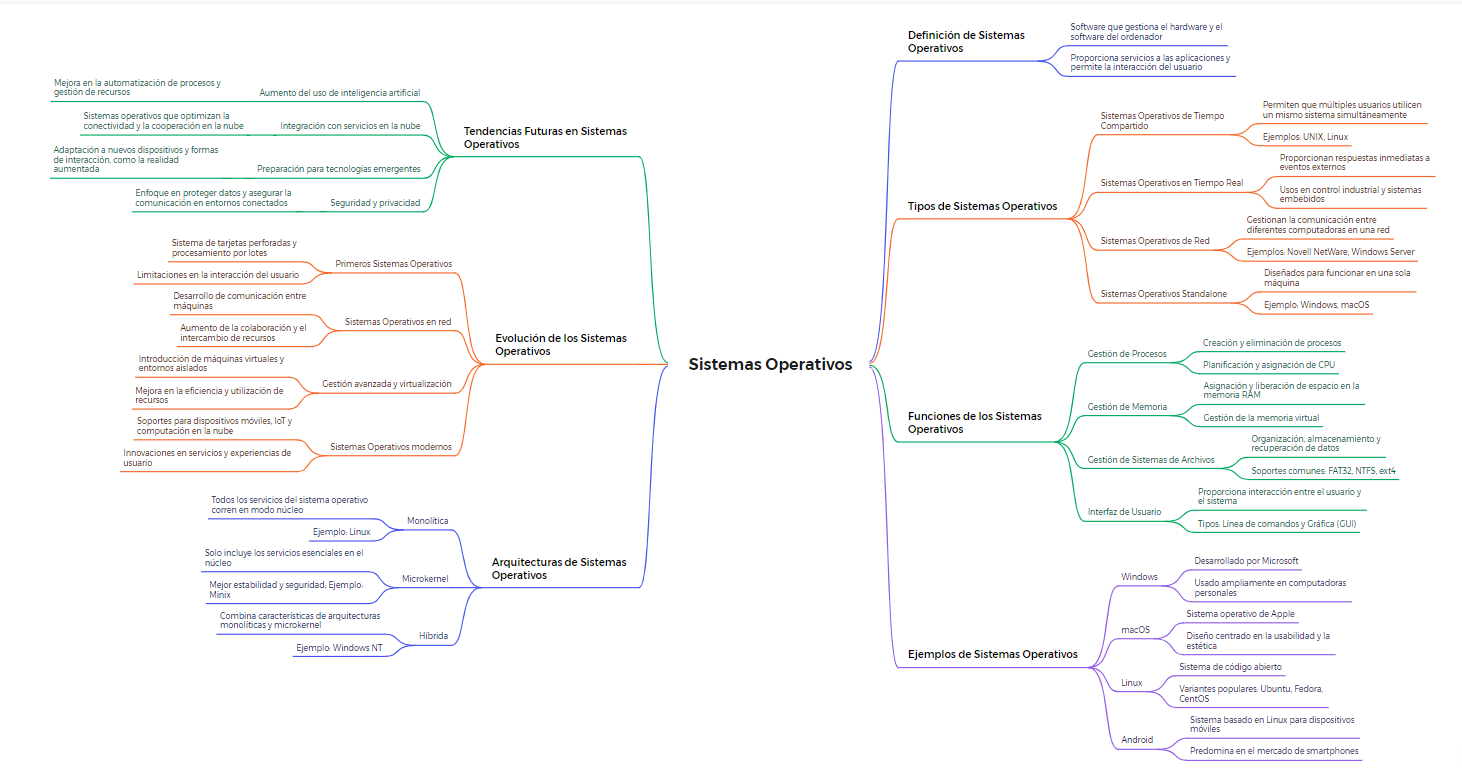 Sistemas Operativos
Definición de Sistemas
Operativos
Software que gestiona el hardware y el
software del ordenador
Proporciona servicios a las aplicaciones y
permite la interacción del usuario
Tipos de Sistemas Operativos
Sistemas Operativos de Tiempo
Compartido
Permiten que múltiples usuarios utilicen
un mismo sistema simultáneamente
Ejemplos: UNIX, Linux
Sistemas Operativos en Tiempo Real
Proporcionan respuestas inmediatas a
eventos externos
Usos en control industrial y sistemas
embebidos
Sistemas Operativos de Red
Gestionan la comunicación entre
diferentes computadoras en una red
Ejemplos: Novell NetWare, Windows Server
Sistemas Operativos Standalone
Diseñados para funcionar en una sola
máquina
Ejemplo: Windows, macOS
Funciones de los Sistemas
Operativos
Gestión de Procesos
Creación y eliminación de procesos
Planificación y asignación de CPU
Gestión de Memoria
Asignación y liberación de espacio en la
memoria RAM
Gestión de la memoria virtual
Gestión de Sistemas de Archivos
Organización, almacenamiento y
recuperación de datos
Soportes comunes: FAT32, NTFS, ext4
Interfaz de Usuario
Proporciona interacción entre el usuario y
el sistema
Tipos: Línea de comandos y Gráfica (GUI)
Ejemplos de Sistemas Operativos
Windows
Desarrollado por Microsoft
Usado ampliamente en computadoras
personales
macOS
Sistema operativo de Apple
Diseño centrado en la usabilidad y la
estética
Linux
Sistema de código abierto
Variantes populares: Ubuntu, Fedora,
CentOS
Android
Sistema basado en Linux para dispositivos
móviles
Predomina en el mercado de smartphones
Tendencias Futuras en Sistemas
Operativos
Aumento del uso de inteligencia artificial
Mejora en la automatización de procesos y
gestión de recursos
Integración con servicios en la nube
Sistemas operativos que optimizan la
conectividad y la cooperación en la nube
Preparación para tecnologías emergentes
Adaptación a nuevos dispositivos y formas
de interacción, como la realidad
aumentada
Seguridad y privacidad
Enfoque en proteger datos y asegurar la
comunicación en entornos conectados
Evolución de los Sistemas
Operativos
Primeros Sistemas Operativos
Sistema de tarjetas perforadas y
procesamiento por lotes
Limitaciones en la interacción del usuario
Sistemas Operativos en red
Desarrollo de comunicación entre
máquinas
Aumento de la colaboración y el
intercambio de recursos
Gestión avanzada y virtualización
Introducción de máquinas virtuales y
entornos aislados
Mejora en la eficiencia y utilización de
recursos
Sistemas Operativos modernos
Soportes para dispositivos móviles, IoT y
computación en la nube
Innovaciones en servicios y experiencias de
usuario
Arquitecturas de Sistemas
Operativos
Monolítica
Todos los servicios del sistema operativo
corren en modo núcleo
Ejemplo: Linux
Microkernel
Solo incluye los servicios esenciales en el
núcleo
Mejor estabilidad y seguridad; Ejemplo:
Minix
Híbrida
Combina características de arquitecturas
monolíticas y microkernel
Ejemplo: Windows NT